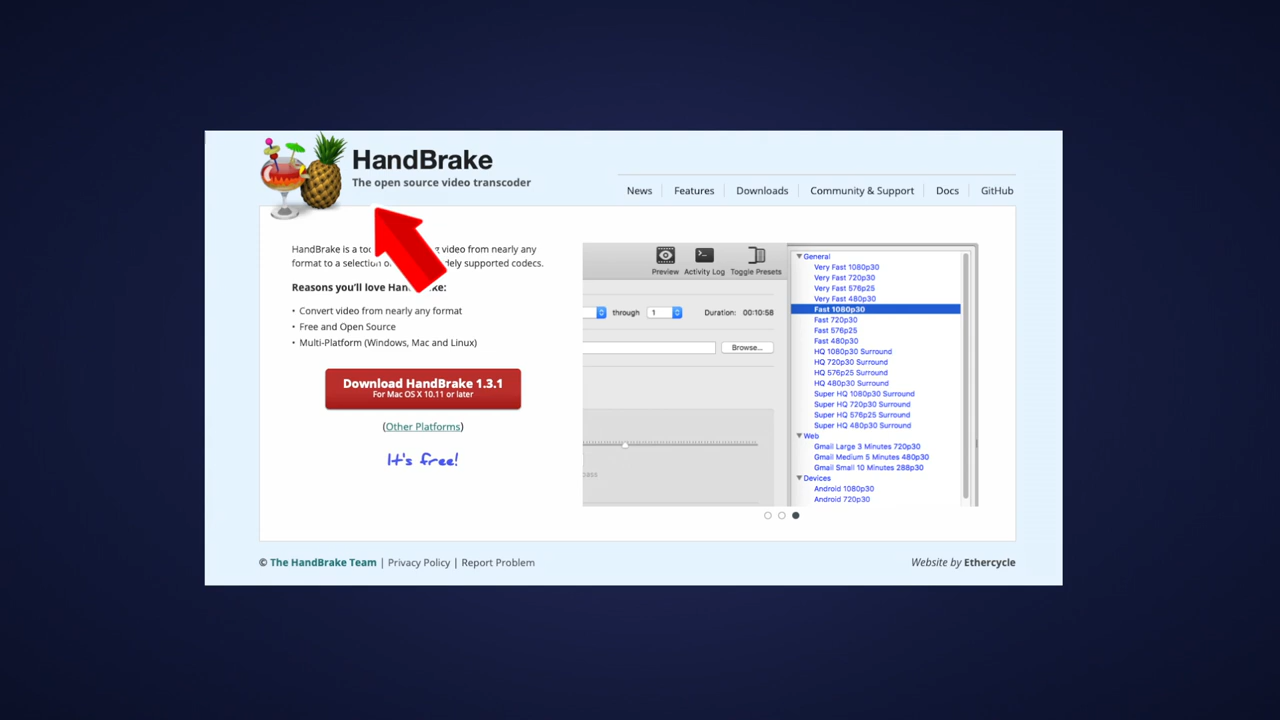 HandBrake
The open source video transcoder
News
Features
Downloads
Community & Support
Docs
GitHub
HandBrake is a video from nearly any
format to a selection supported codecs.
Reasons you'll love
• Convert video from nearly any format
• Free and Open Source
• Multi-Platform (Windows, Mac and Linux)
Download HandBrake 1.3.1
For Mac OS X 10.11 or later
(Other Platforms)
It's free!
Preview
Activity Log
Toggle Presets
through
1
Duration:
00:10:58
Browse...
General
Very Fast 1080p30
Very Fast 720p30
Very Fast 576p25
Very Fast 480p30
Fast 1080p30
Fast 720p30
Fast 576p25
Fast 480p30
HQ 1080p30 Surround
HQ 720p30 Surround
HQ 576p25 Surround
HQ 480p30 Surround
Super HQ 1080p30 Surround
Super HQ 720p30 Surround
Super HQ 576p25 Surround
Super HQ 480p30 Surround
Web
Gmail Large 3 Minutes 720p30
Gmail Medium 5 Minutes 480p30
Gmail Small 10 Minutes 288p30
Devices
Android 1080p30
Android 720p30
© The HandBrake Team | Privacy Policy | Report Problem
Website by Ethercycle